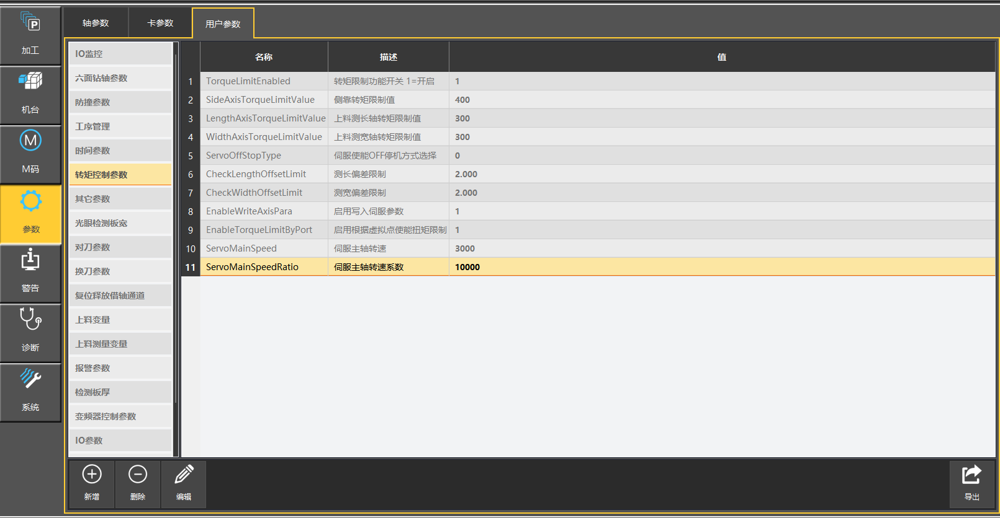 P
加工
机台
M
M码
参数
警告
诊断
系统
轴参数 卡参数 用户参数
IO监控
六面钻轴参数
防撞参数
工序管理
时间参数
转矩控制参数
其它参数
光眼检测板宽
对刀参数
换刀参数
复位释放借轴通道
上料变量
上料测量变量
报警参数
检测板厚
变频器控制参数
IO参数
名称 描述 值
1 TorqueLimitEnabled 转矩限制功能开关 1=开启 1
2 SideAxisTorqueLimitValue 侧靠转矩限制值 400
3 LengthAxisTorqueLimitValue 上料测长轴转矩限制值 300
4 WidthAxisTorqueLimitValue 上料测宽轴转矩限制值 300
5 ServoOffStopType 伺服使能OFF停机方式选择 0
6 CheckLengthOffsetLimit 测长偏差限制 2.000
7 CheckWidthOffsetLimit 测宽偏差限制 2.000
8 EnableWriteAxisPara 启用写入伺服参数 1
9 EnableTorqueLimitByPort 启用根据虚拟点使能扭矩限制 1
10 ServoMainSpeed 伺服主轴转速 3000
11 ServoMainSpeedRatio 伺服主轴转速系数 10000
新增 删除 编辑 导出